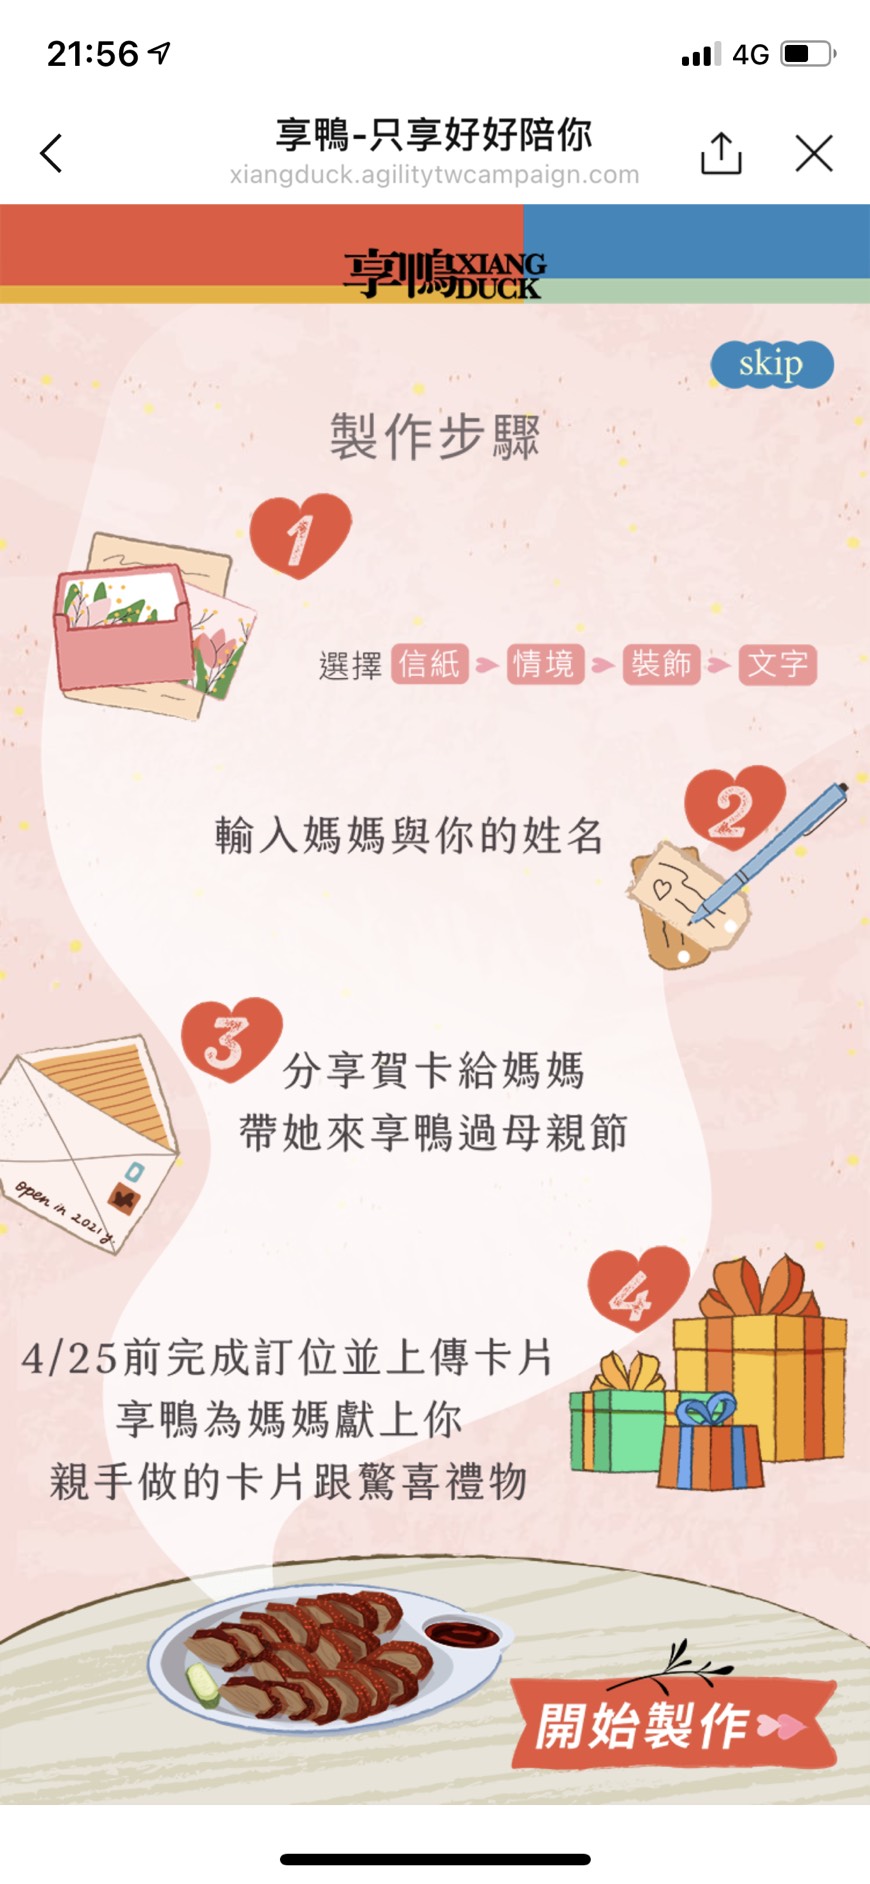 21:56
4G
享鴨-只享好好陪你
xiangduck.agilitytwcampaign.com
享鴨 XIANG
DUCK
skip
製作步驟
1
選擇 信紙 情境 裝飾 文字
2
輸入媽媽與你的姓名
3
分享賀卡給媽媽
帶她來享鴨過母親節
open in 2021 y.
4
4/25前完成訂位並上傳卡片
享鴨為媽媽獻上你
親手做的卡片跟驚喜禮物
開始製作